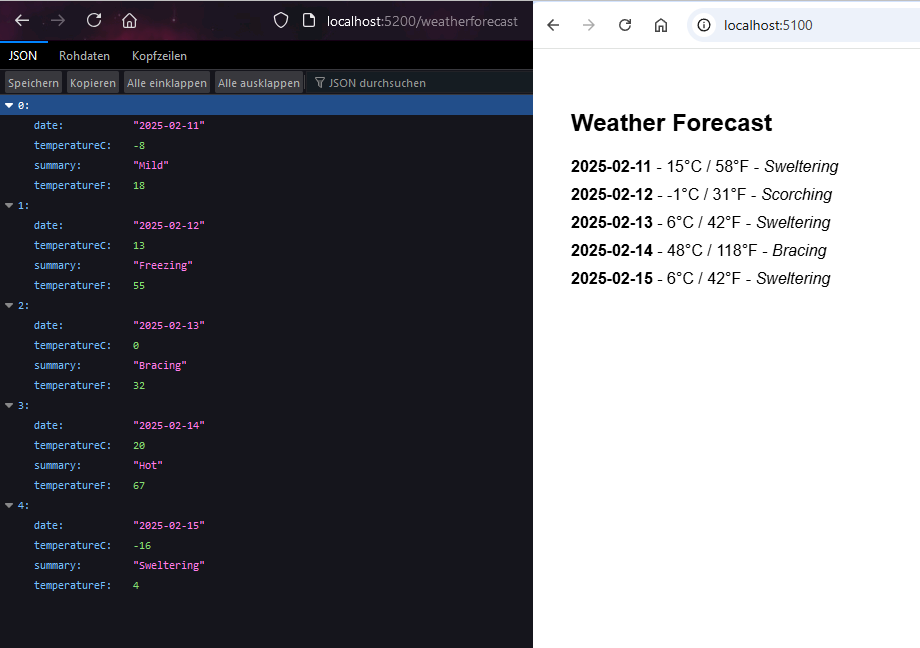 localhost:5200/weatherforecast
JSON Rohdaten Kopfzeilen
Speichern Kopieren Alle einklappen Alle ausklappen JSON durchsuchen
0:
date: "2025-02-11"
temperatureC: -8
summary: "Mild"
temperatureF: 18
1:
date: "2025-02-12"
temperatureC: 13
summary: "Freezing"
temperatureF: 55
2:
date: "2025-02-13"
temperatureC: 0
summary: "Bracing"
temperatureF: 32
3:
date: "2025-02-14"
temperatureC: 20
summary: "Hot"
temperatureF: 67
4:
date: "2025-02-15"
temperatureC: -16
summary: "Sweltering"
temperatureF: 4
localhost:5100
Weather Forecast
2025-02-11 - 15°C / 58°F - Sweltering
2025-02-12 - -1°C / 31°F - Scorching
2025-02-13 - 6°C / 42°F - Sweltering
2025-02-14 - 48°C / 118°F - Bracing
2025-02-15 - 6°C / 42°F - Sweltering